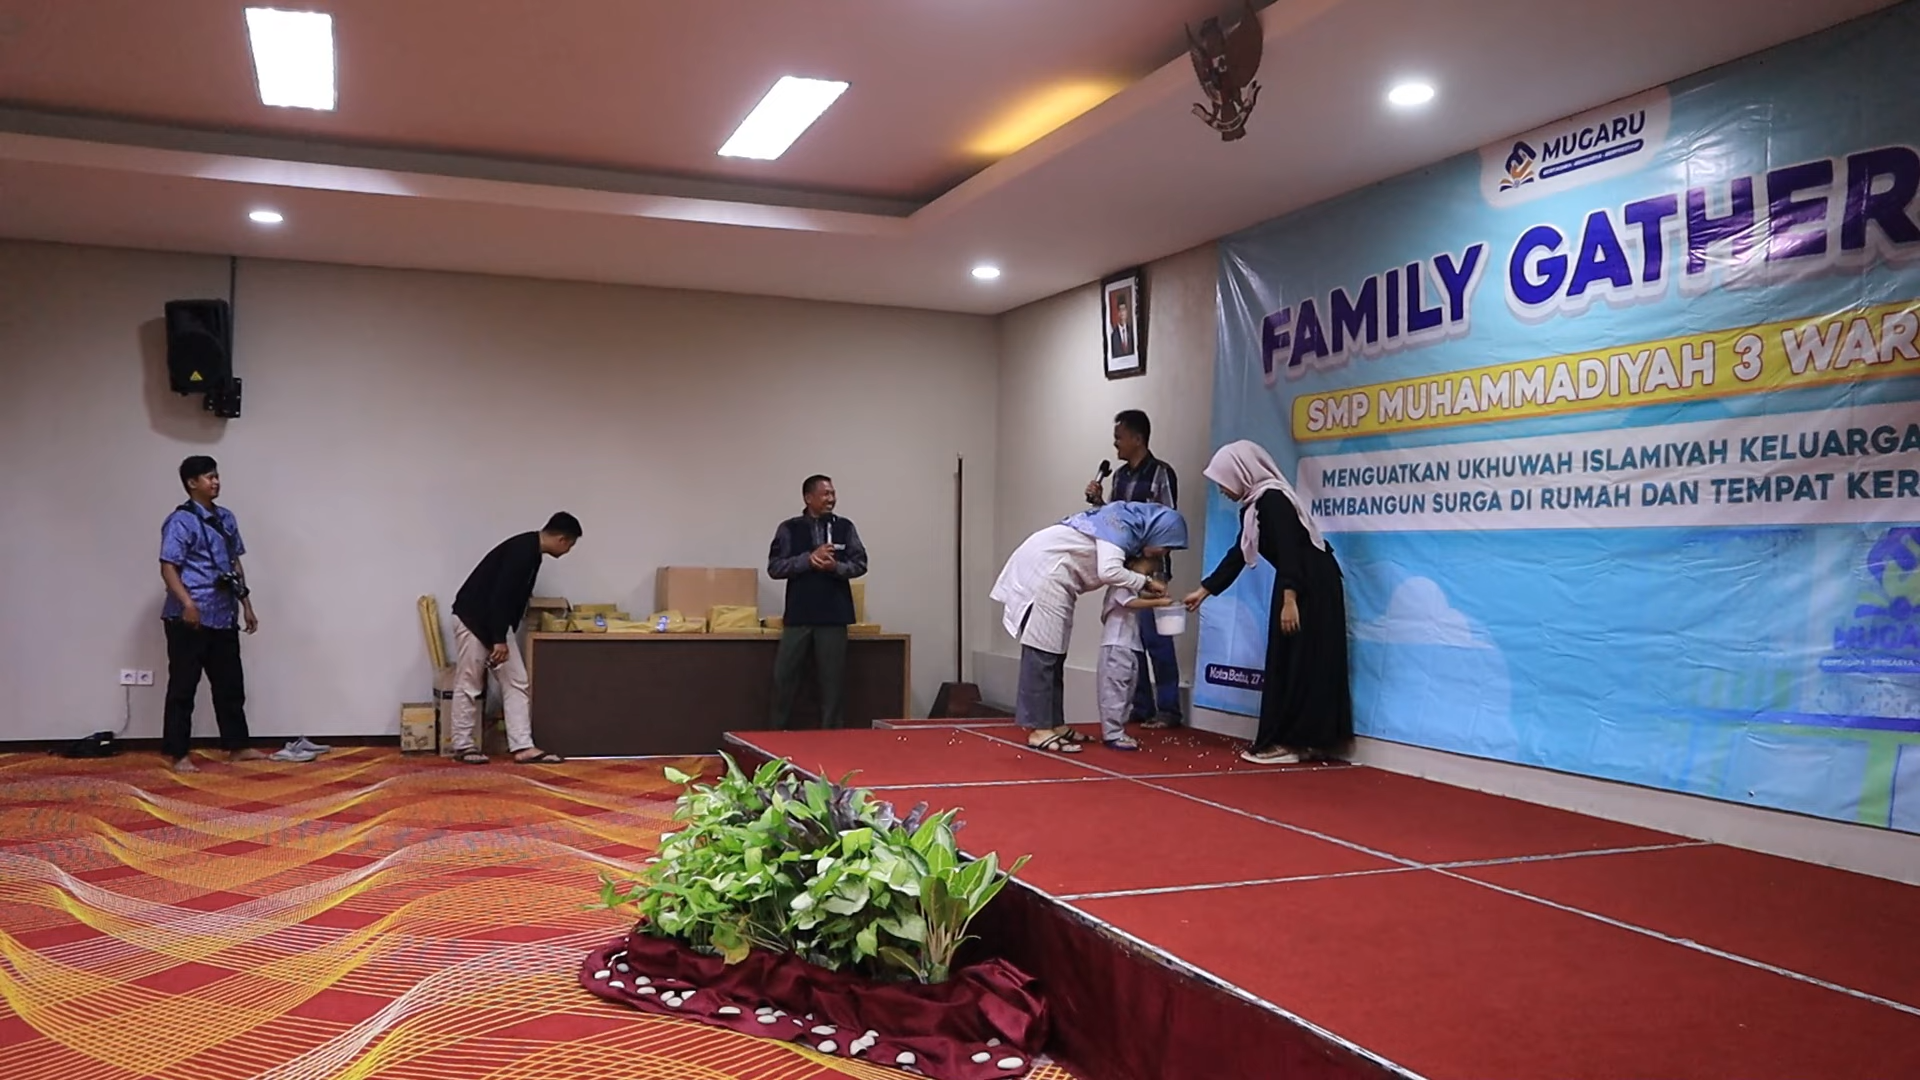 MUGARU
FAMILY GATHER
SMP MUHAMMADIYAH 3 WAR
MENGUATKAN UKHUWAH ISLAMIYAH KELUARGA
MEMBANGUN SURGA DI RUMAH DAN TEMPAT KER
Kota Batu, 27
MUGA